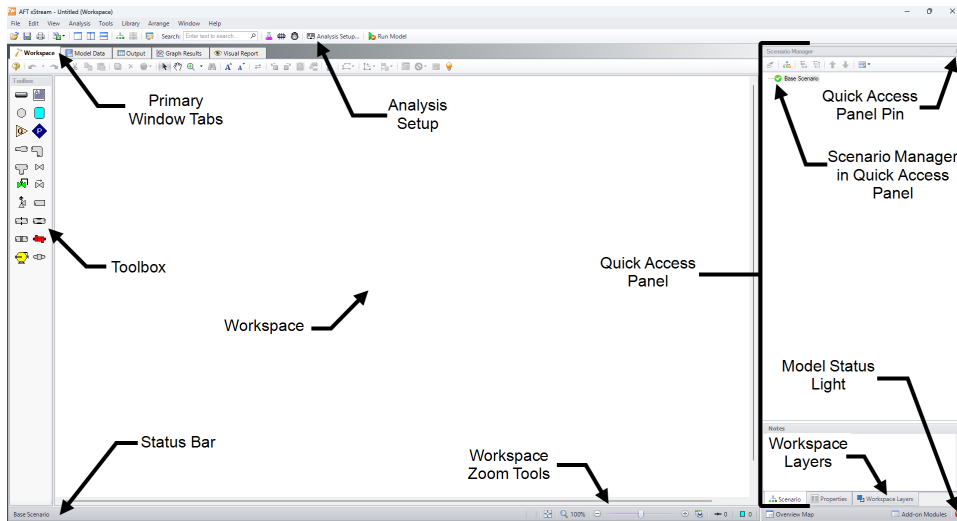 AFT xStream - Untitled (Workspace)
File Edit View Analysis Tools Library Arrange Window Help
Search: Enter text to search... Analysis Setup... Run Model
Workspace Model Data Output Graph Results Visual Report
Scenario Manager
Toolbox
Base Scenario
Primary
Window Tabs
Analysis
Setup
Quick Access
Panel Pin
Scenario Manager
in Quick Access
Panel
Toolbox
Quick Access
Panel
Workspace
Model Status
Light
Notes
Status Bar
Workspace
Zoom Tools
Workspace
Layers
Scenario Properties Workspace Layers
Base Scenario 100% 0 0 Overview Map Add-on Modules